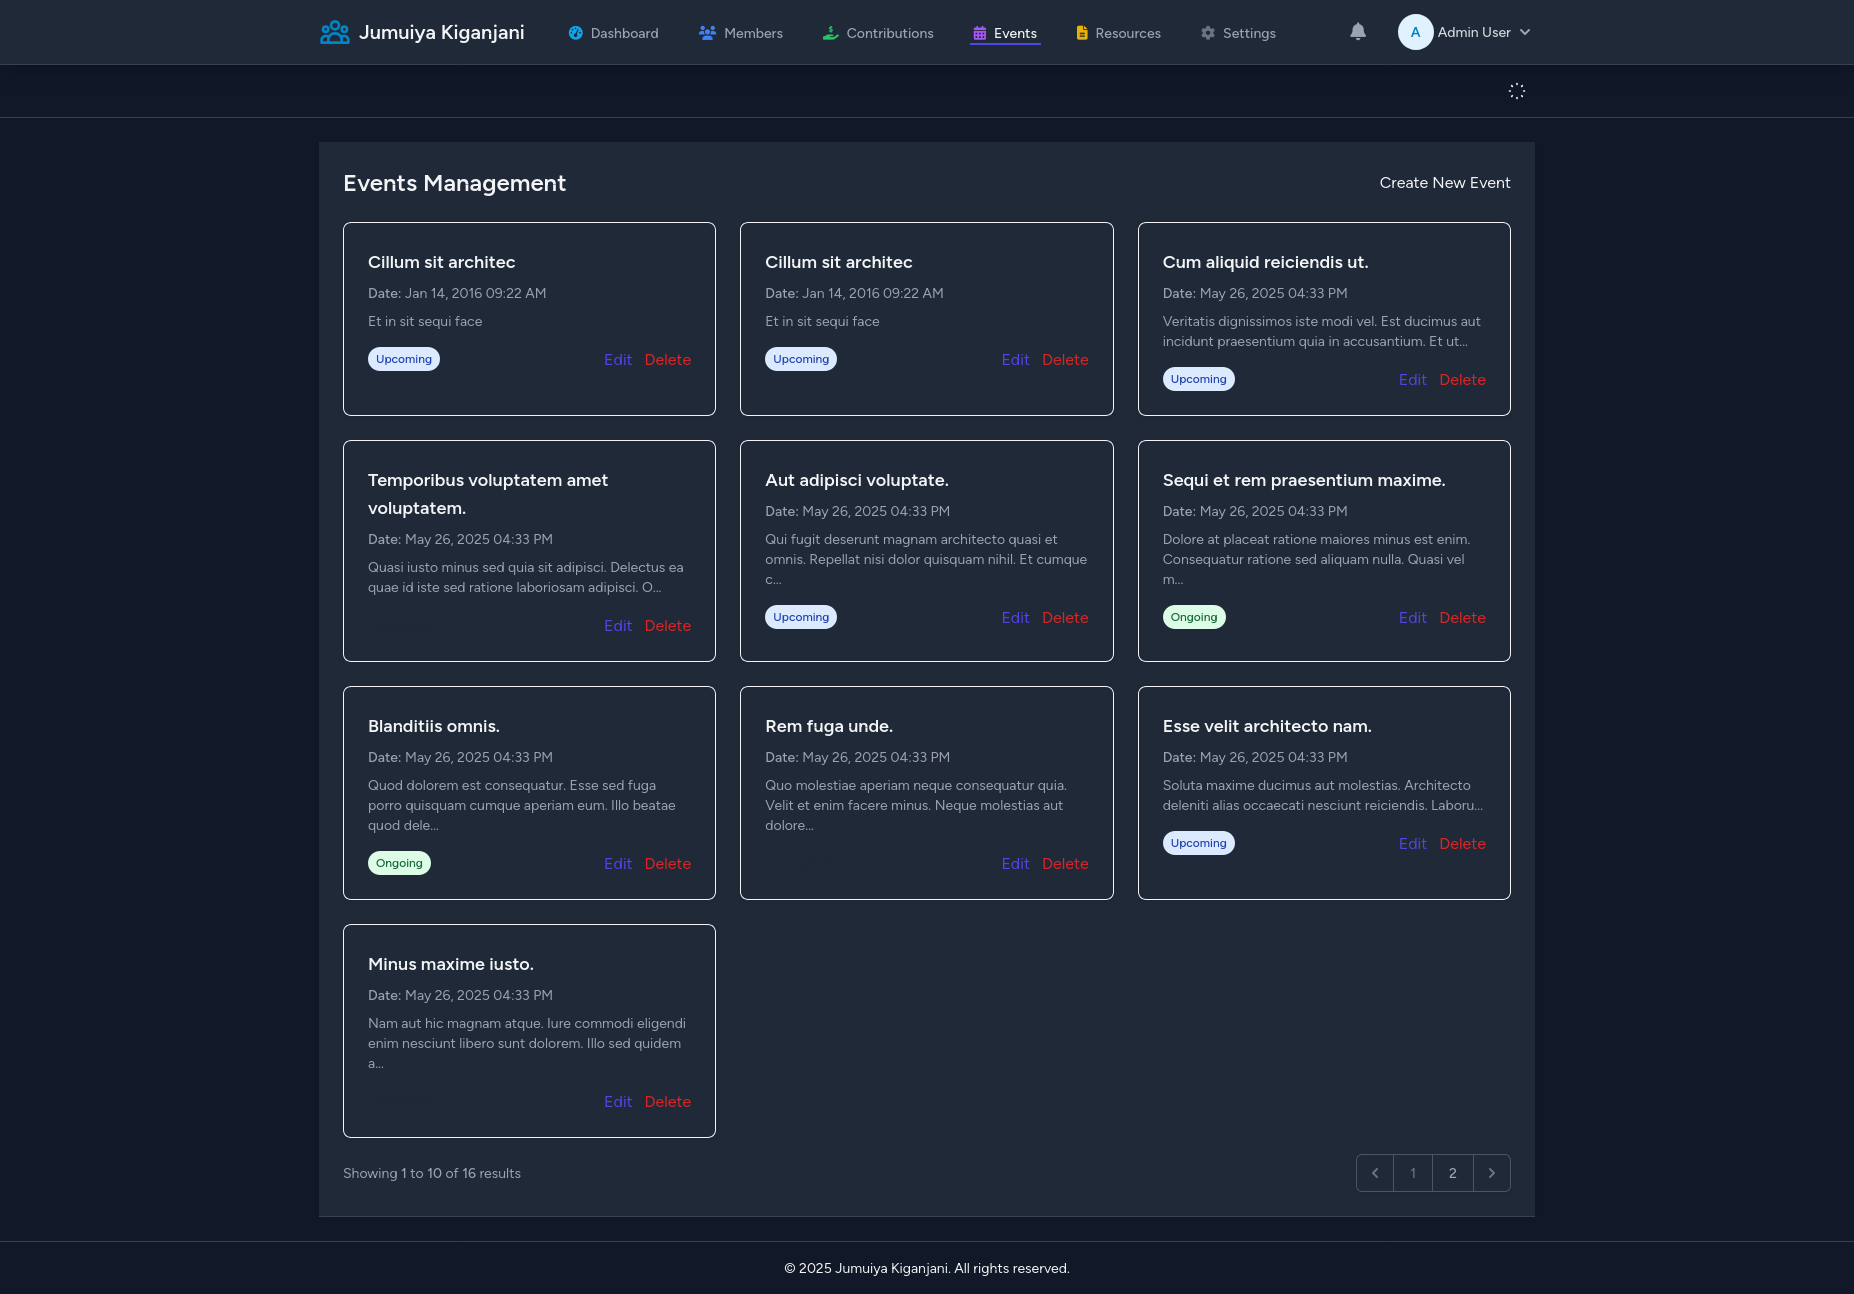 Jumuiya Kiganjani
Dashboard
Members
Contributions
Events
Resources
Settings
A
Admin User
Events Management
Create New Event
Cillum sit architec
Date: Jan 14, 2016 09:22 AM
Et in sit sequi face
Upcoming
Edit Delete
Cillum sit architec
Date: Jan 14, 2016 09:22 AM
Et in sit sequi face
Upcoming
Edit Delete
Cum aliquid reiciendis ut.
Date: May 26, 2025 04:33 PM
Veritatis dignissimos iste modi vel. Est ducimus aut
incidunt praesentium quia in accusantium. Et ut...
Upcoming
Edit Delete
Temporibus voluptatem amet
voluptatem.
Date: May 26, 2025 04:33 PM
Quasi iusto minus sed quia sit adipisci. Delectus ea
quae id iste sed ratione laboriosam adipisci. O...
Edit Delete
Aut adipisci voluptate.
Date: May 26, 2025 04:33 PM
Qui fugit deserunt magnam architecto quasi et
omnis. Repellat nisi dolor quisquam nihil. Et cumque
c...
Upcoming
Edit Delete
Sequi et rem praesentium maxime.
Date: May 26, 2025 04:33 PM
Dolore at placeat ratione maiores minus est enim.
Consequatur ratione sed aliquam nulla. Quasi vel
m...
Ongoing
Edit Delete
Blanditiis omnis.
Date: May 26, 2025 04:33 PM
Quod dolorem est consequatur. Esse sed fuga
porro quisquam cumque aperiam eum. Illo beatae
quod dele...
Ongoing
Edit Delete
Rem fuga unde.
Date: May 26, 2025 04:33 PM
Quo molestiae aperiam neque consequatur quia.
Velit et enim facere minus. Neque molestias aut
dolore...
Edit Delete
Esse velit architecto nam.
Date: May 26, 2025 04:33 PM
Soluta maxime ducimus aut molestias. Architecto
deleniti alias occaecati nesciunt reiciendis. Laboru...
Upcoming
Edit Delete
Minus maxime iusto.
Date: May 26, 2025 04:33 PM
Nam aut hic magnam atque. Iure commodi eligendi
enim nesciunt libero sunt dolorem. Illo sed quidem
a...
Edit Delete
Showing 1 to 10 of 16 results
1 2
© 2025 Jumuiya Kiganjani. All rights reserved.